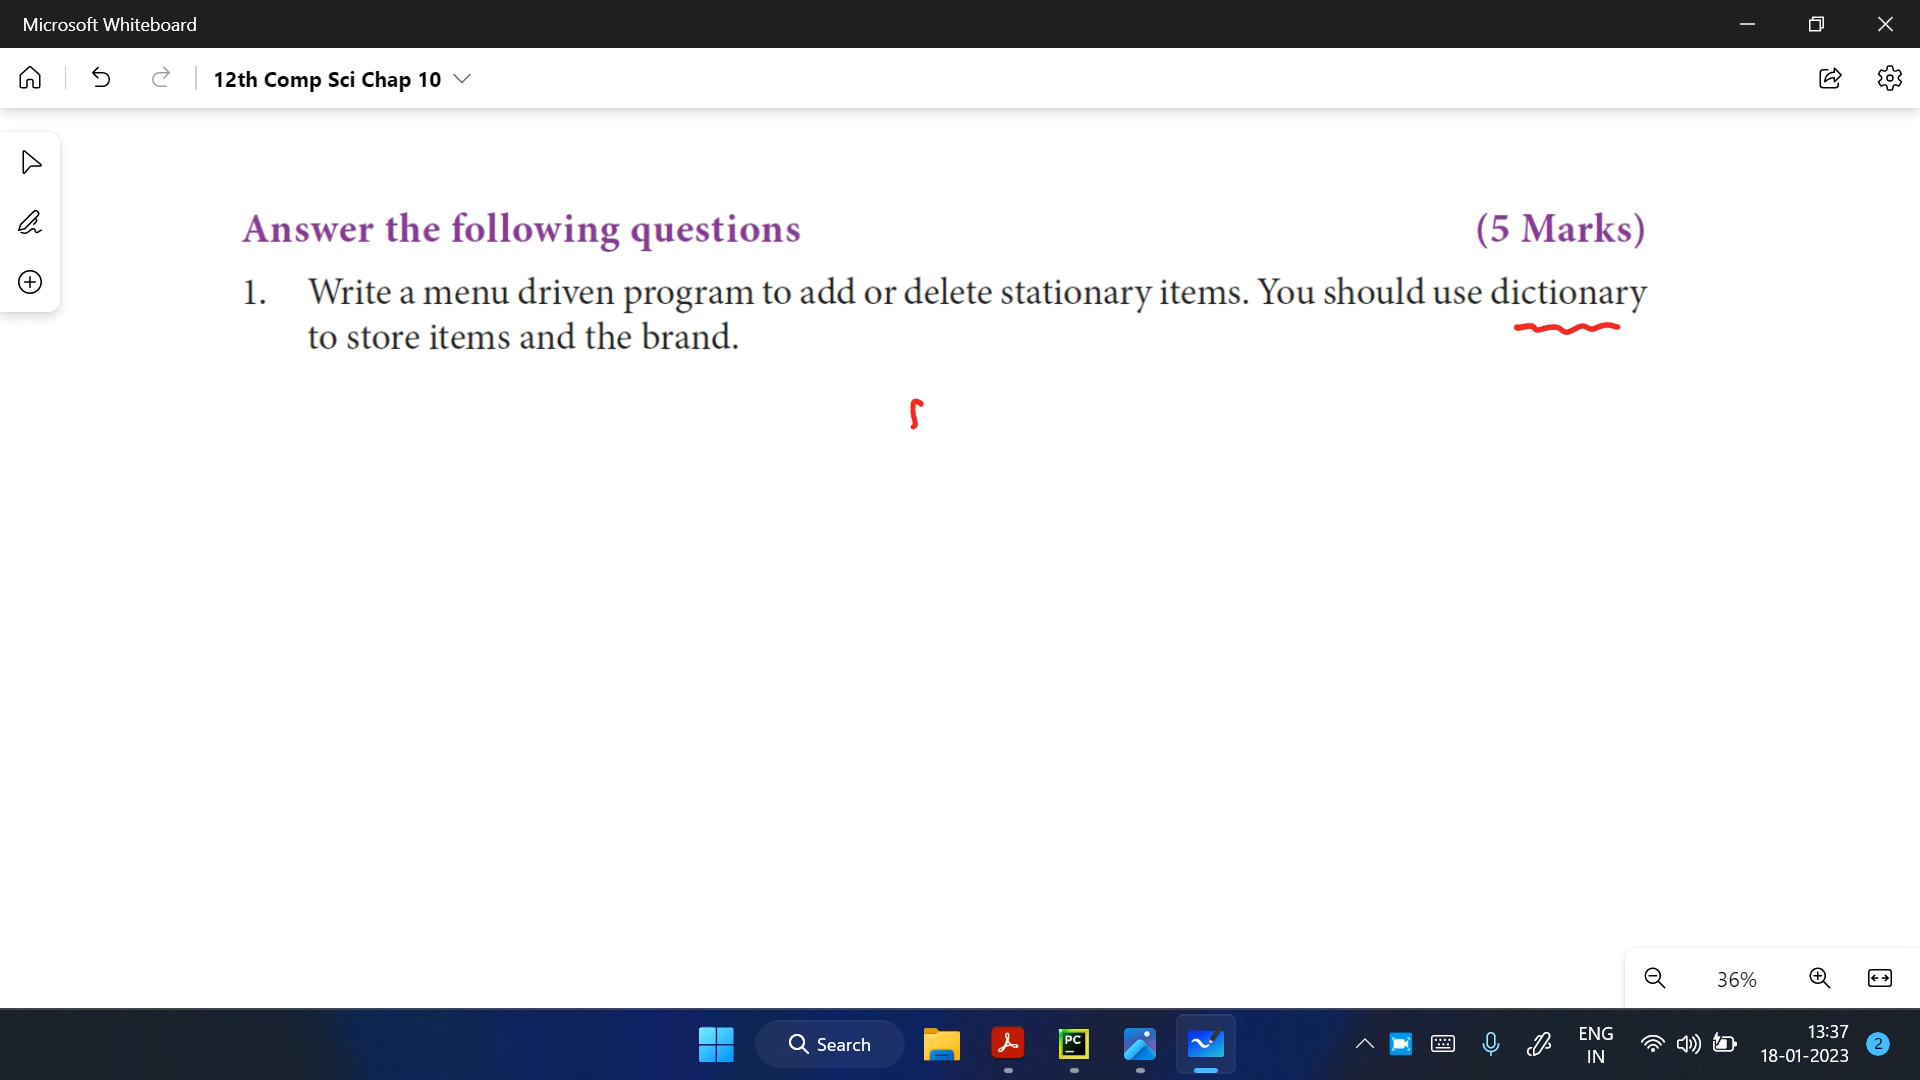 Microsoft Whiteboard
12th Comp Sci Chap 10
Answer the following questions (5 Marks)
1. Write a menu driven program to add or delete stationary items. You should use dictionary
to store items and the brand.
36%
Search
PC
ENG
IN
13:37
18-01-2023
2